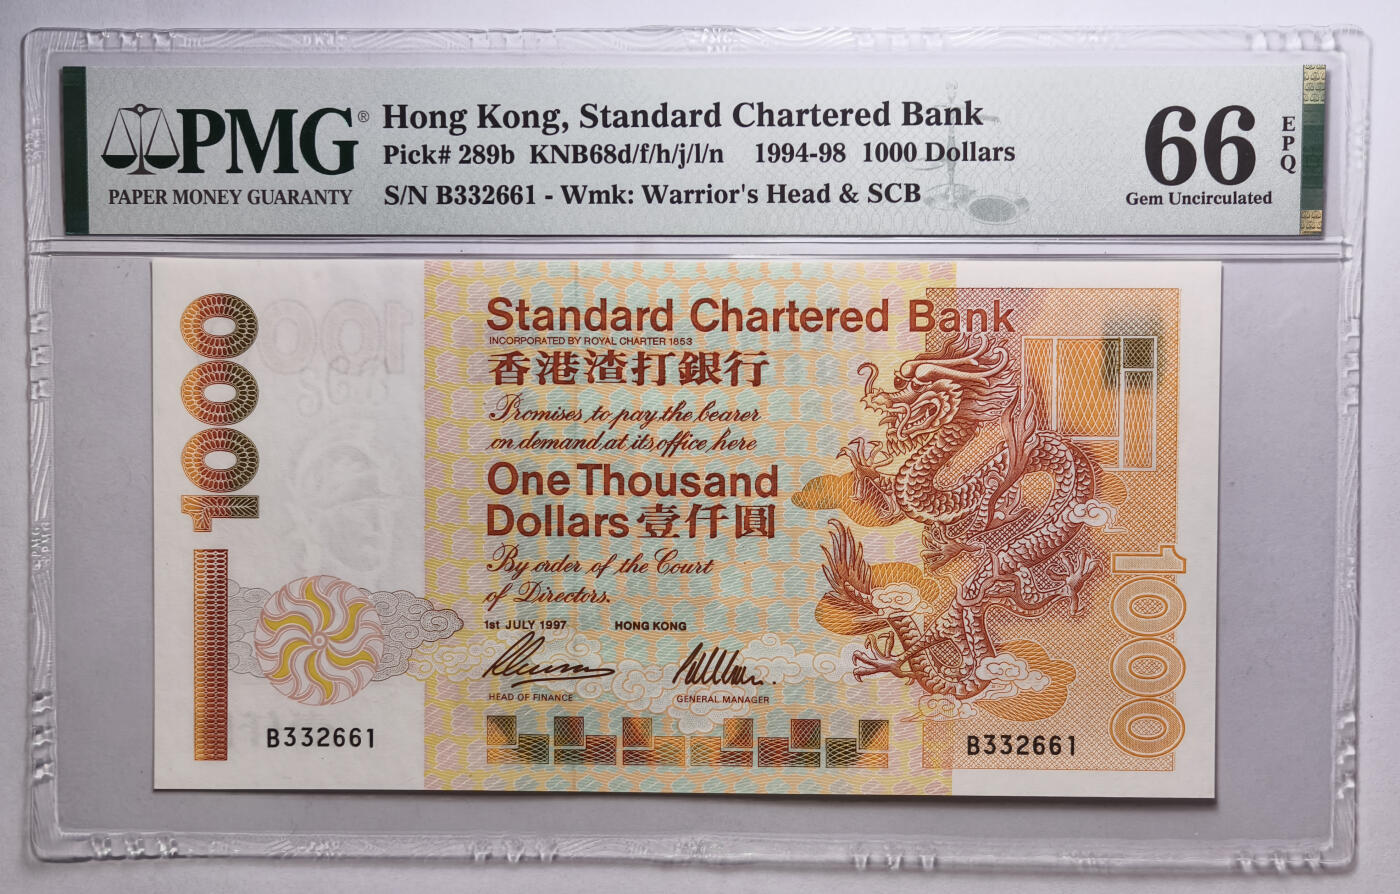 PMG®
PAPER MONEY GUARANTY
Hong Kong, Standard Chartered Bank
Pick# 289b KNB68d/f/h/j/l/n 1994-98 1000 Dollars
S/N B332661 - Wmk: Warrior's Head & SCB
66
EPQ
Gem Uncirculated
1000
Standard Chartered Bank
INCORPORATED BY ROYAL CHARTER 1853
香港渣打銀行
Promises to pay the bearer
on demand at its office here
One Thousand
Dollars 壹仟圓
By order of the Court
of Directors.
1st JULY 1997 HONG KONG
HEAD OF FINANCE
GENERAL MANAGER
1000
B332661
B332661